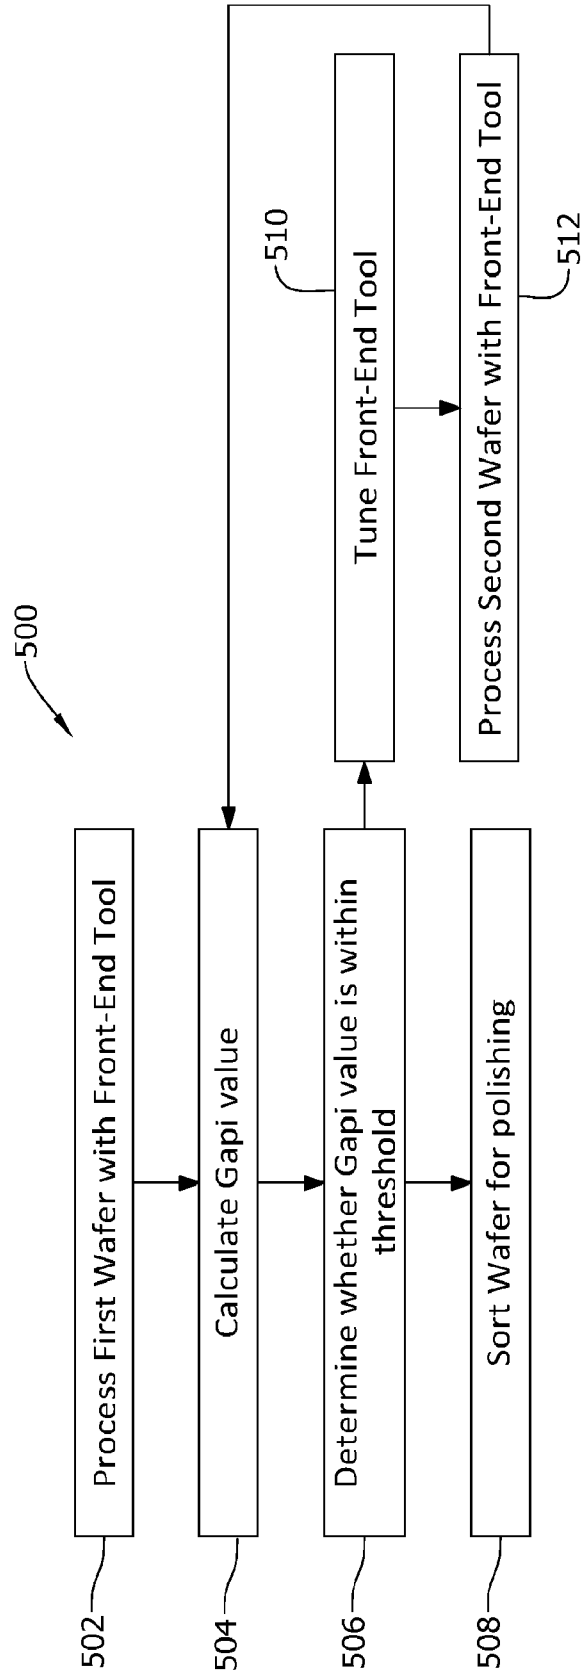 500
502
Process First Wafer with Front-End Tool
504
Calculate Gapi value
506
Determine whether Gapi value is within
threshold
508
Sort Wafer for polishing
510
Tune Front-End Tool
Process Second Wafer with Front-End Tool
512